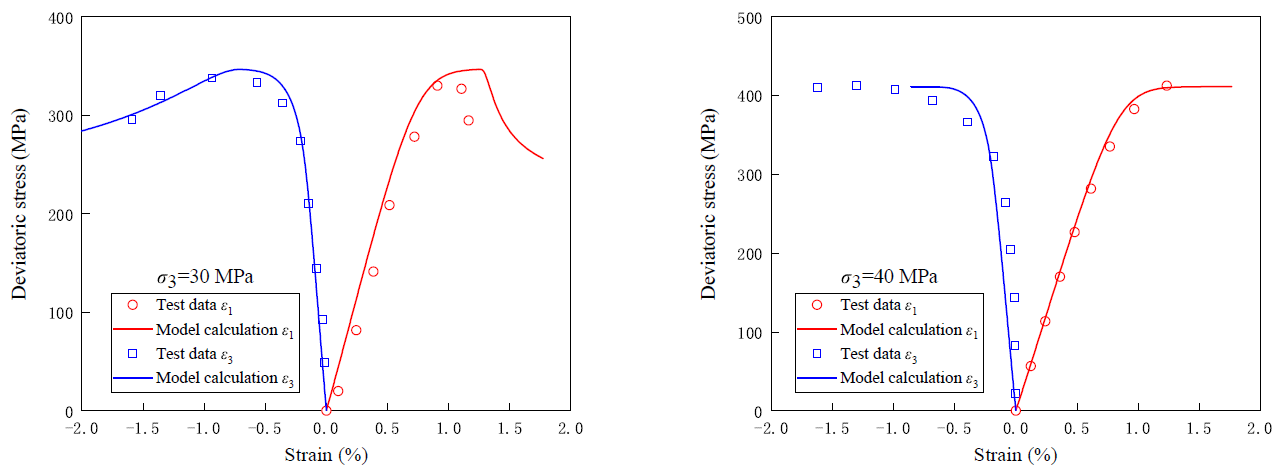 400
300
200
100
0
Deviatoric stress (MPa)
σ3=30 MPa
Test data ε1
Model calculation ε1
Test data ε3
Model calculation ε3
-2.0 -1.5 -1.0 -0.5 0.0 0.5 1.0 1.5 2.0
Strain (%)
500
400
300
200
100
0
Deviatoric stress (MPa)
σ3=40 MPa
Test data ε1
Model calculation ε1
Test data ε3
Model calculation ε3
-2.0 -1.5 -1.0 -0.5 0.0 0.5 1.0 1.5 2.0
Strain (%)